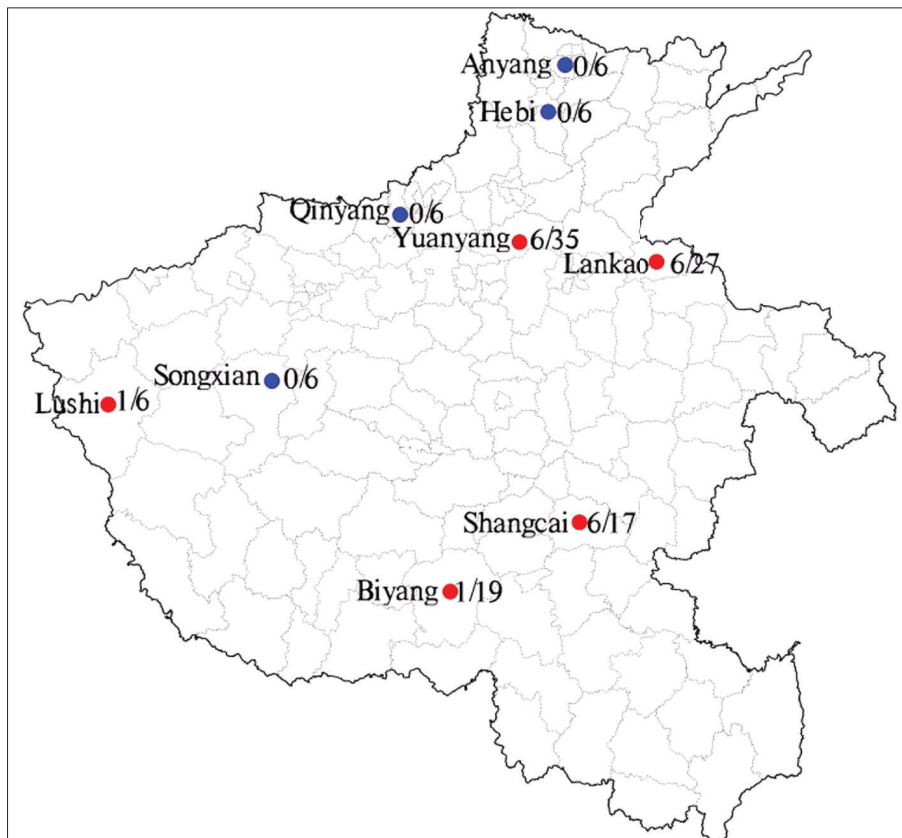 Anyang 0/6
Hebi 0/6
Qinyang 0/6
Yuanyang 6/35
Lankao 6/27
Songxian 0/6
Lushi 1/6
Shangcai 6/17
Biyang 1/19